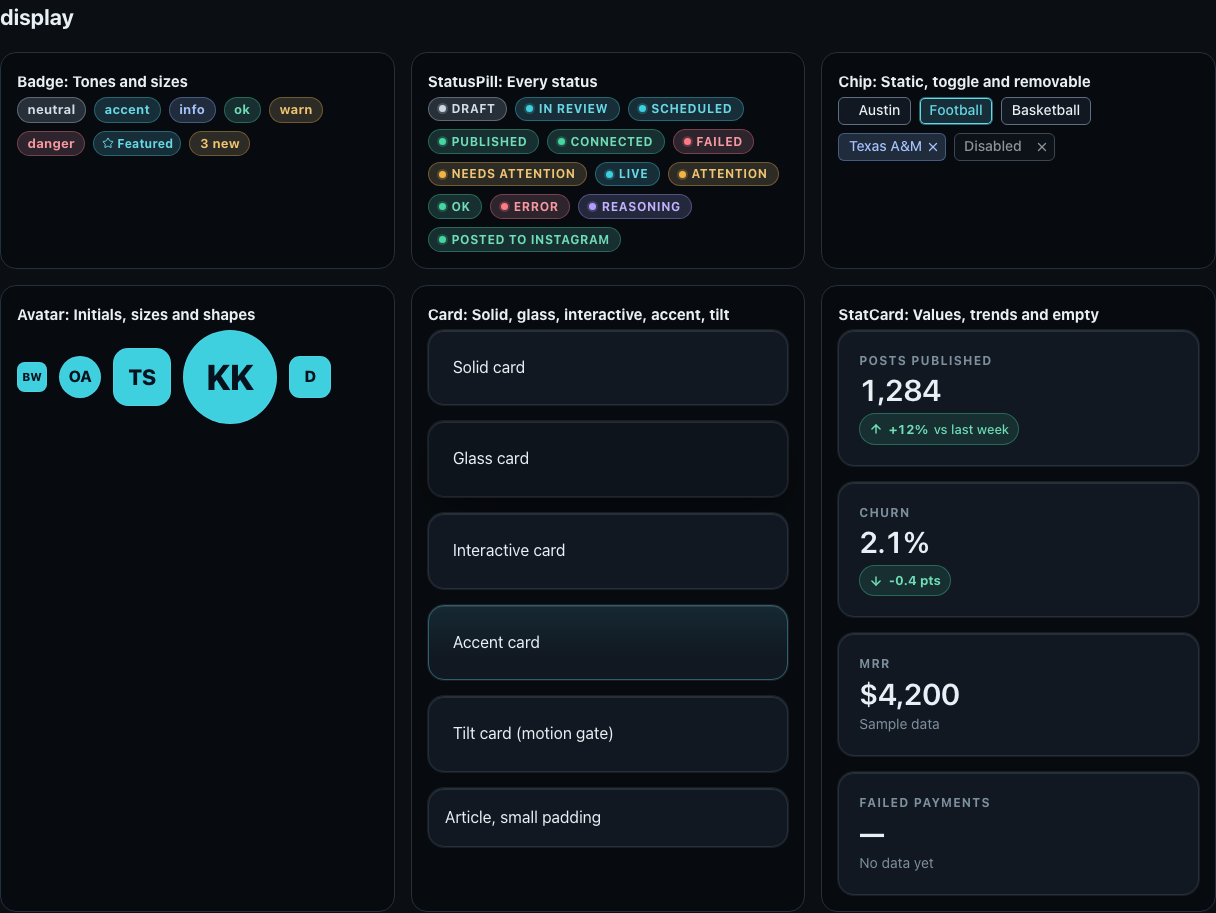 display
Badge: Tones and sizes
neutral accent info ok warn
danger Featured 3 new
StatusPill: Every status
DRAFT IN REVIEW SCHEDULED
PUBLISHED CONNECTED FAILED
NEEDS ATTENTION LIVE ATTENTION
OK ERROR REASONING
POSTED TO INSTAGRAM
Chip: Static, toggle and removable
Austin Football Basketball
Texas A&M Disabled
Avatar: Initials, sizes and shapes
BW OA TS KK D
Card: Solid, glass, interactive, accent, tilt
Solid card
Glass card
Interactive card
Accent card
Tilt card (motion gate)
Article, small padding
StatCard: Values, trends and empty
POSTS PUBLISHED
1,284
+12% vs last week
CHURN
2.1%
-0.4 pts
MRR
$4,200
Sample data
FAILED PAYMENTS
—
No data yet